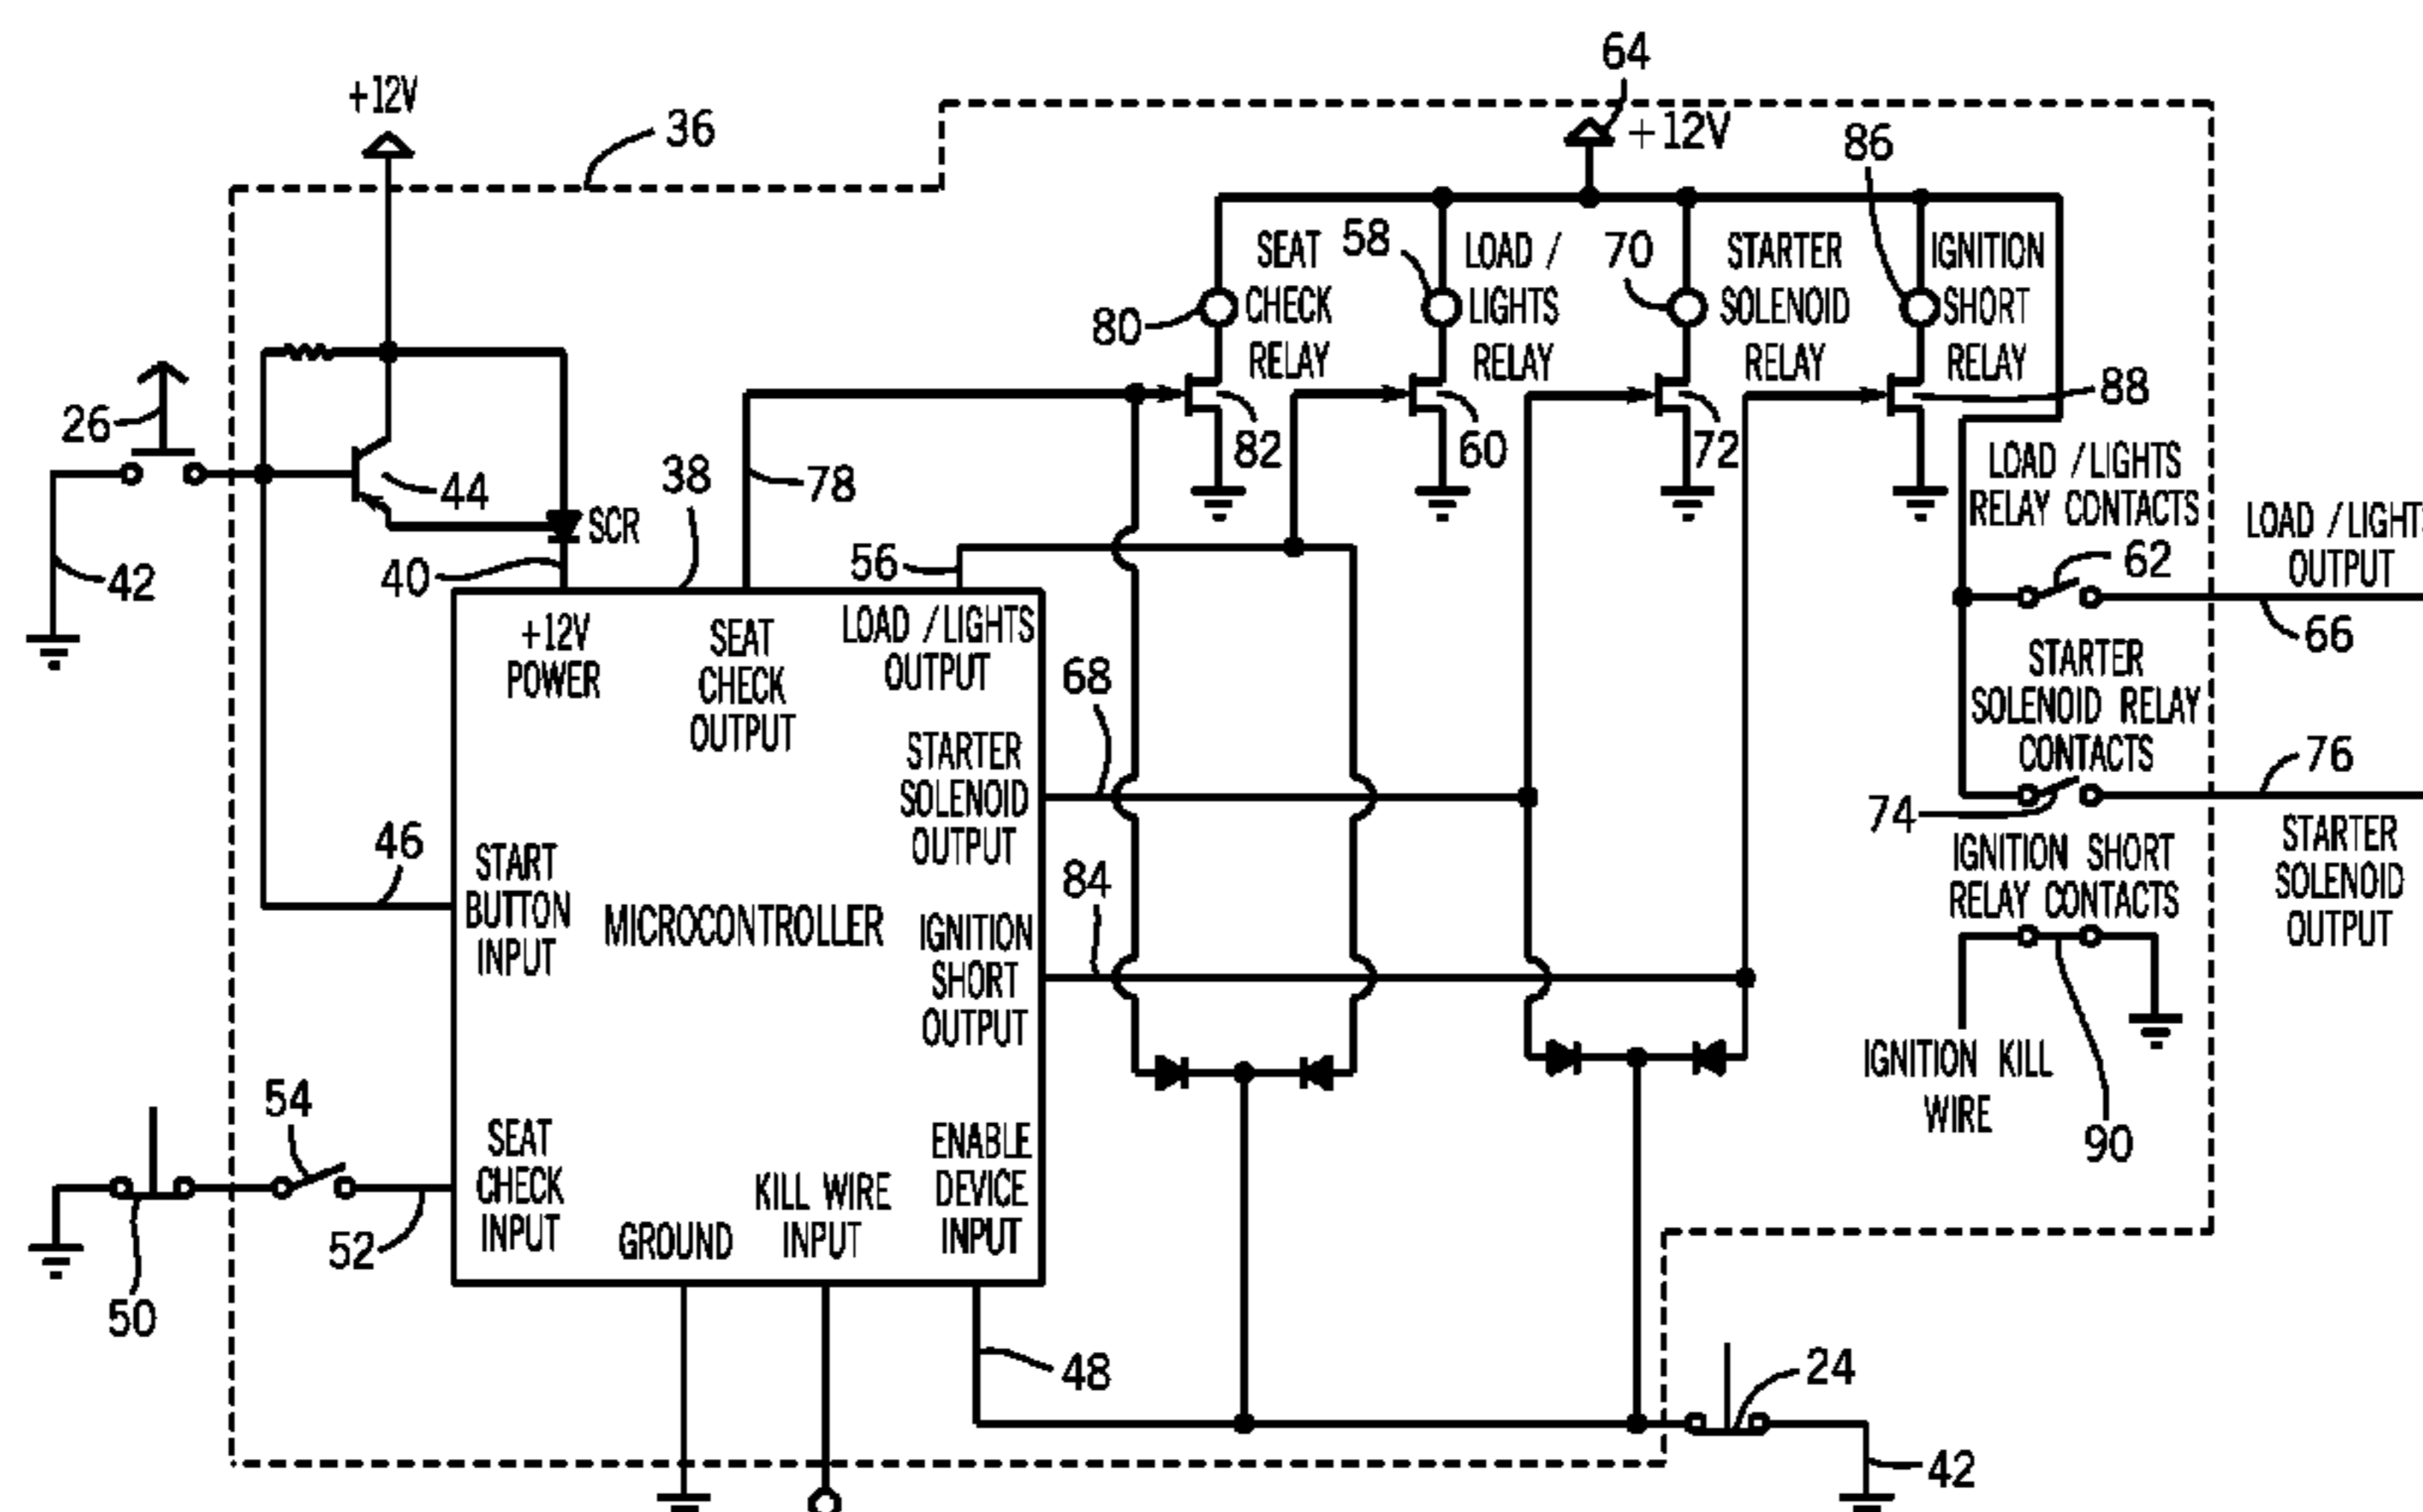 64
+12V
36
+12V
86
SEAT
CHECK
RELAY
58
LOAD /
LIGHTS
RELAY
70
STARTER
SOLENOID
RELAY
IGNITION
SHORT
RELAY
80
26
82
60
72
88
44
38
78
LOAD / LIGHTS
RELAY CONTACTS
SCR
42
40
56
62
LOAD / LIGHTS
OUTPUT
66
+12V
POWER
SEAT
CHECK
OUTPUT
LOAD / LIGHTS
OUTPUT
68
STARTER
SOLENOID RELAY
CONTACTS
76
STARTER
SOLENOID
OUTPUT
74
46
START
BUTTON
INPUT
MICROCONTROLLER
84
IGNITION SHORT
RELAY CONTACTS
STARTER
SOLENOID
OUTPUT
IGNITION
SHORT
OUTPUT
IGNITION KILL
WIRE
90
54
SEAT
CHECK
INPUT
52
50
GROUND
KILL WIRE
INPUT
ENABLE
DEVICE
INPUT
48
24
42